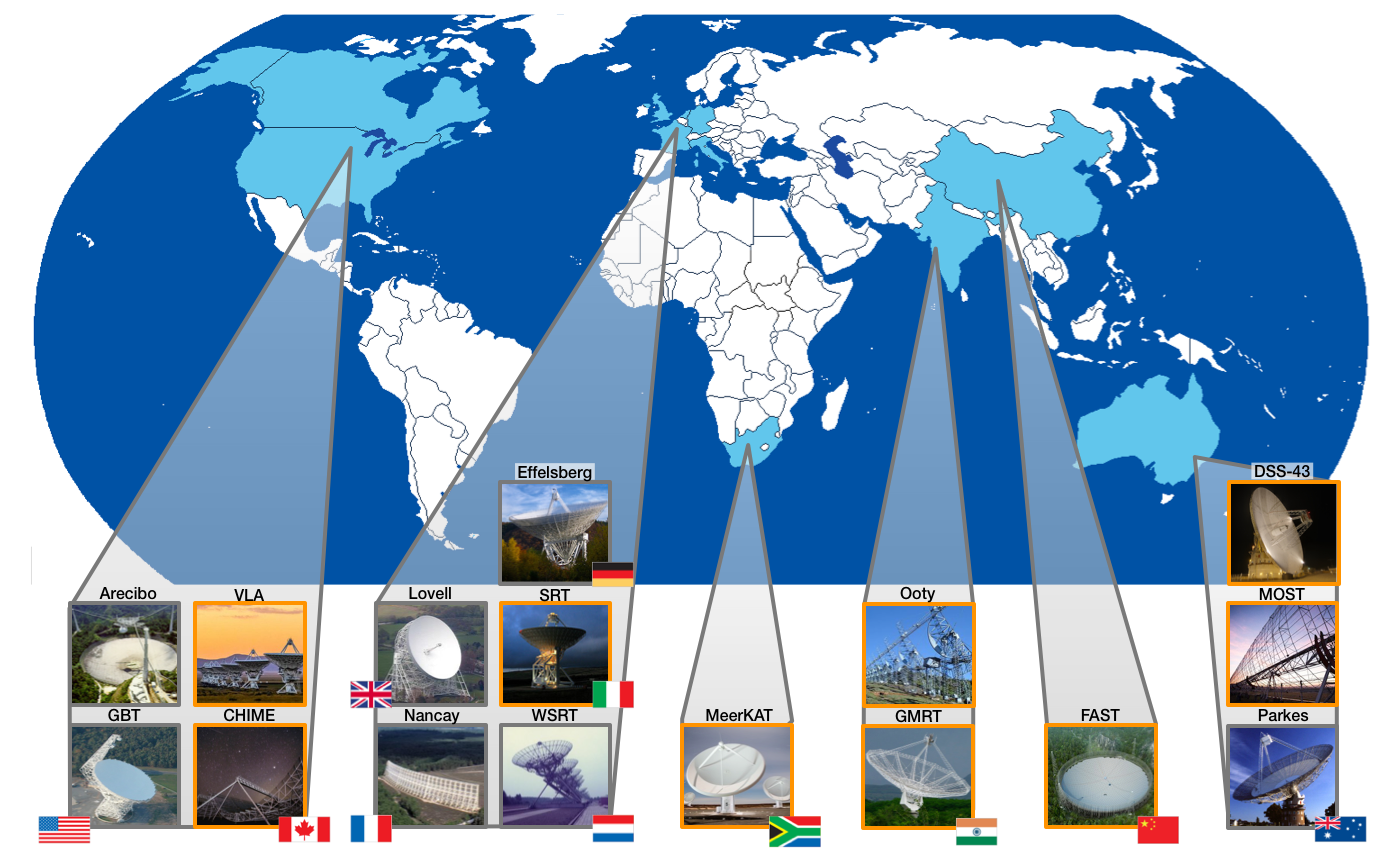 Effelsberg
DSS-43
Arecibo
VLA
Lovell
SRT
Ooty
MOST
GBT
CHIME
Nancay
WSRT
MeerKAT
GMRT
FAST
Parkes